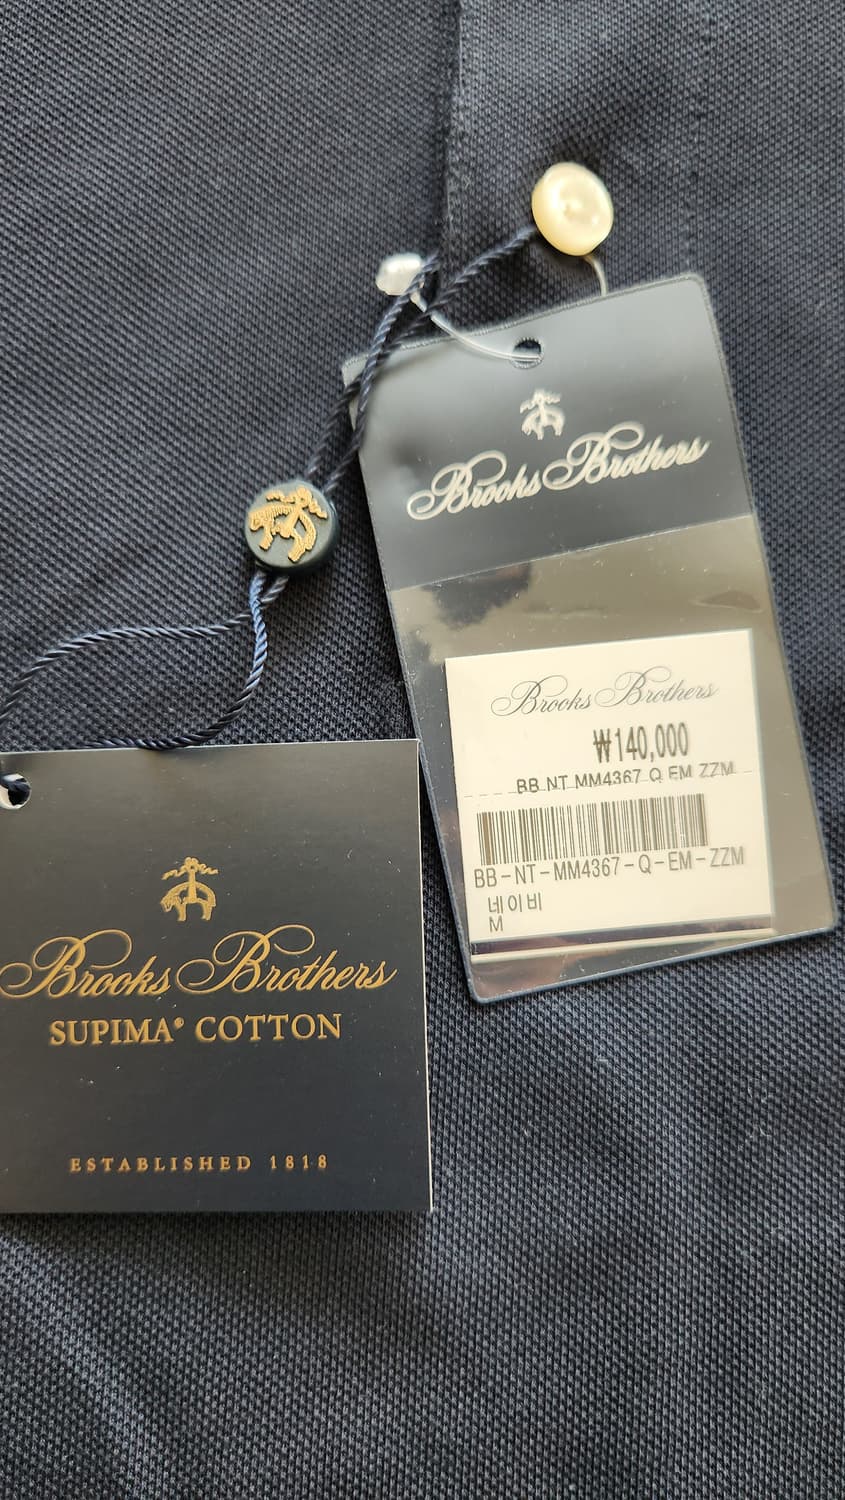 Brooks Brothers
Brooks Brothers
₩140,000
BB NT MM4367 Q EM ZZM
BB-NT-MM4367-Q-EM-ZZM
네이비
M
Brooks Brothers
SUPIMA® COTTON
ESTABLISHED 1818